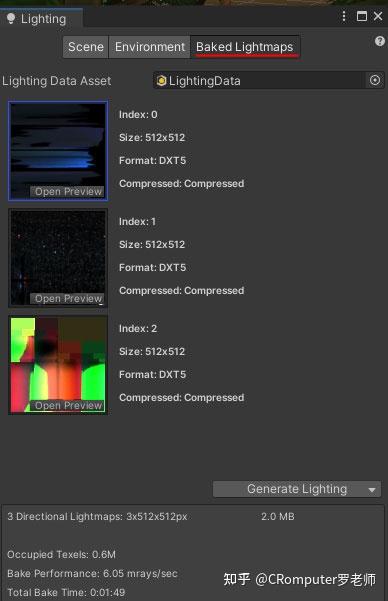 Lighting
Scene Environment Baked Lightmaps
Lighting Data Asset LightingData
Index: 0
Size: 512x512
Format: DXT5
Compressed: Compressed
Open Preview
Index: 1
Size: 512x512
Format: DXT5
Compressed: Compressed
Open Preview
Index: 2
Size: 512x512
Format: DXT5
Compressed: Compressed
Open Preview
Generate Lighting
3 Directional Lightmaps: 3x512x512px 2.0 MB
Occupied Texels: 0.6M
Bake Performance: 6.05 mrays/sec
Total Bake Time: 0:01:49
知乎 @CRomputer罗老师